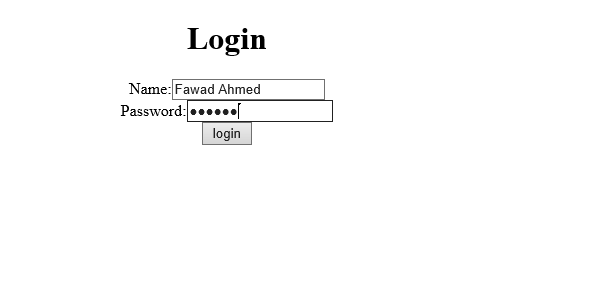 Login
Name: Fawad Ahmed
Password: ••••••
login